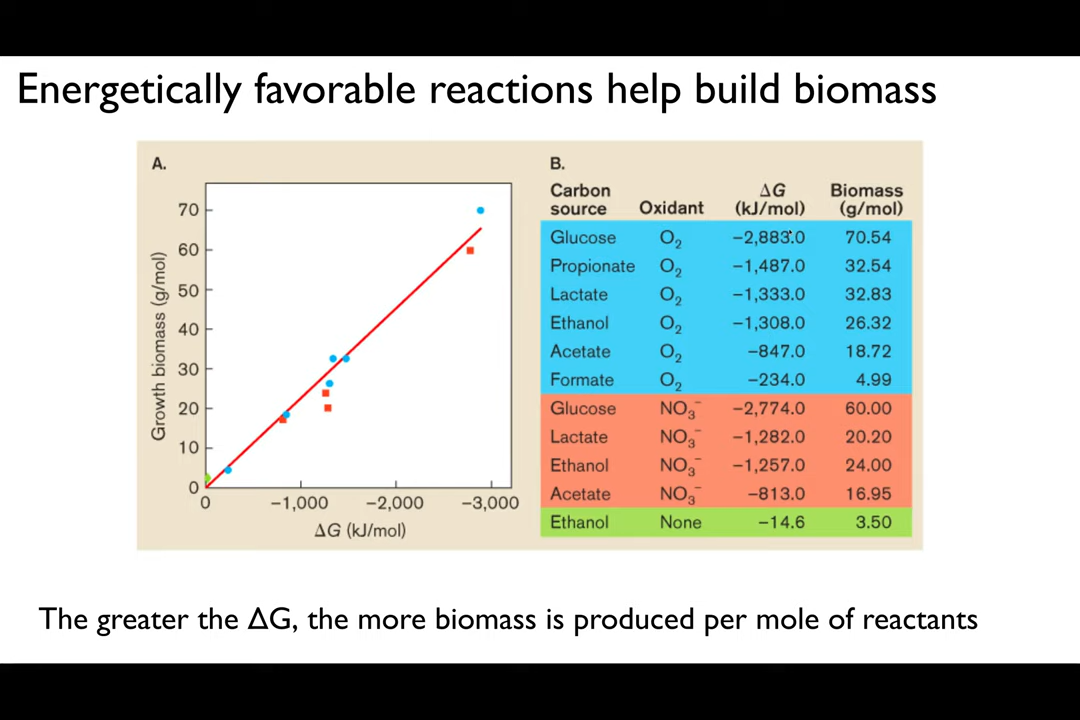 Energetically favorable reactions help build biomass
A.
Growth biomass (g/mol)
70
60
50
40
30
20
10
0
0 −1,000 −2,000 −3,000
ΔG (kJ/mol)
B.
Carbon source Oxidant ΔG (kJ/mol) Biomass (g/mol)
Glucose O₂ −2,883.0 70.54
Propionate O₂ −1,487.0 32.54
Lactate O₂ −1,333.0 32.83
Ethanol O₂ −1,308.0 26.32
Acetate O₂ −847.0 18.72
Formate O₂ −234.0 4.99
Glucose NO₃⁻ −2,774.0 60.00
Lactate NO₃⁻ −1,282.0 20.20
Ethanol NO₃⁻ −1,257.0 24.00
Acetate NO₃⁻ −813.0 16.95
Ethanol None −14.6 3.50
The greater the ΔG, the more biomass is produced per mole of reactants